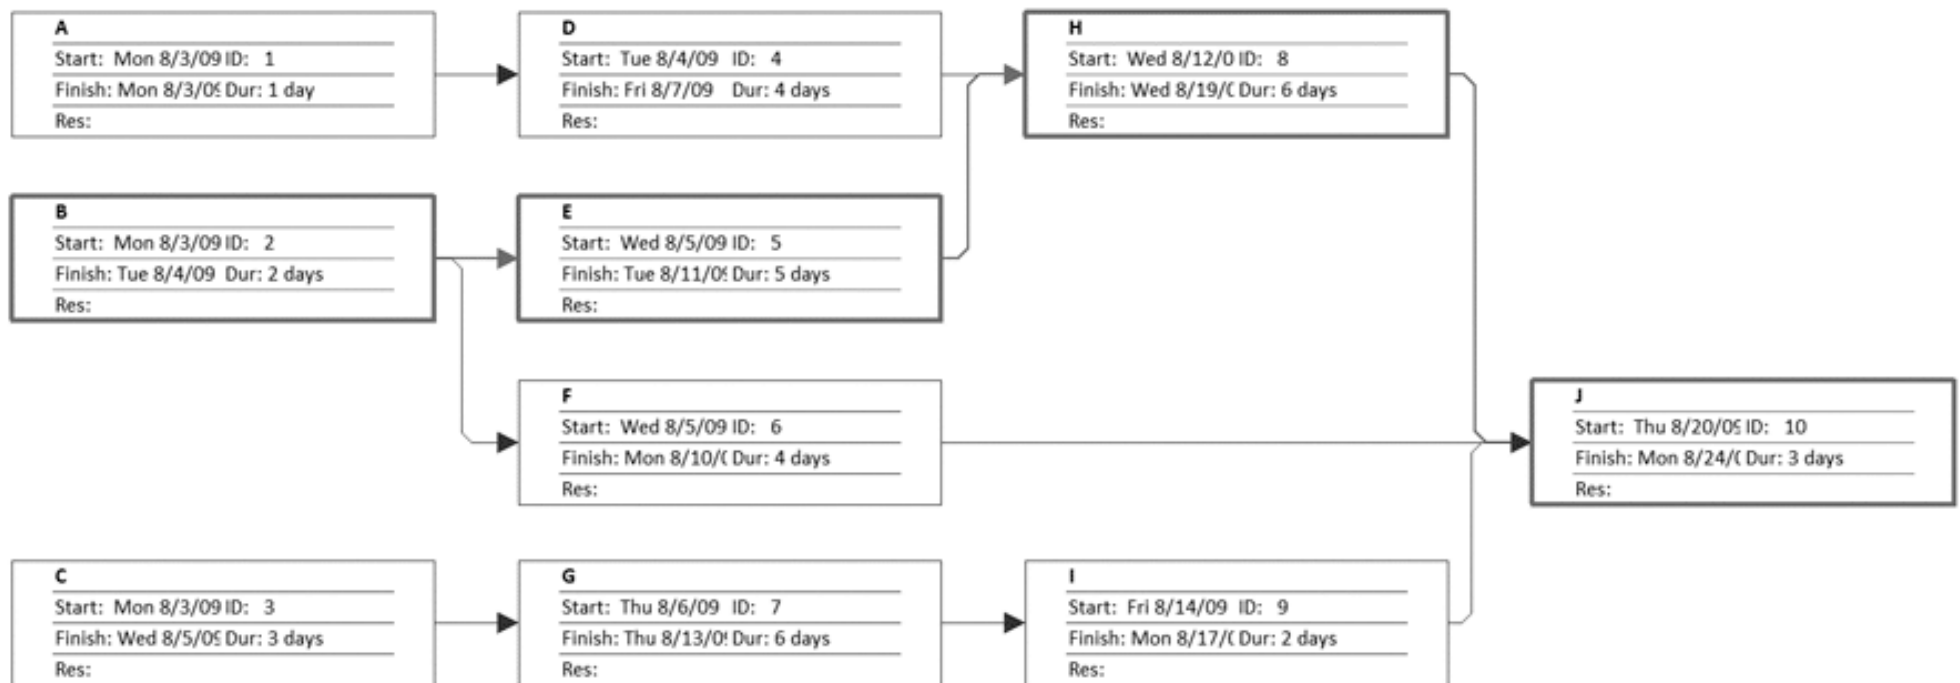 A
Start: Mon 8/3/09 ID: 1
Finish: Mon 8/3/09 Dur: 1 day
Res:
D
Start: Tue 8/4/09 ID: 4
Finish: Fri 8/7/09 Dur: 4 days
Res:
H
Start: Wed 8/12/0 ID: 8
Finish: Wed 8/19/0 Dur: 6 days
Res:
B
Start: Mon 8/3/09 ID: 2
Finish: Tue 8/4/09 Dur: 2 days
Res:
E
Start: Wed 8/5/09 ID: 5
Finish: Tue 8/11/09 Dur: 5 days
Res:
F
Start: Wed 8/5/09 ID: 6
Finish: Mon 8/10/0 Dur: 4 days
Res:
J
Start: Thu 8/20/09 ID: 10
Finish: Mon 8/24/0 Dur: 3 days
Res:
C
Start: Mon 8/3/09 ID: 3
Finish: Wed 8/5/09 Dur: 3 days
Res:
G
Start: Thu 8/6/09 ID: 7
Finish: Thu 8/13/09 Dur: 6 days
Res:
I
Start: Fri 8/14/09 ID: 9
Finish: Mon 8/17/0 Dur: 2 days
Res: